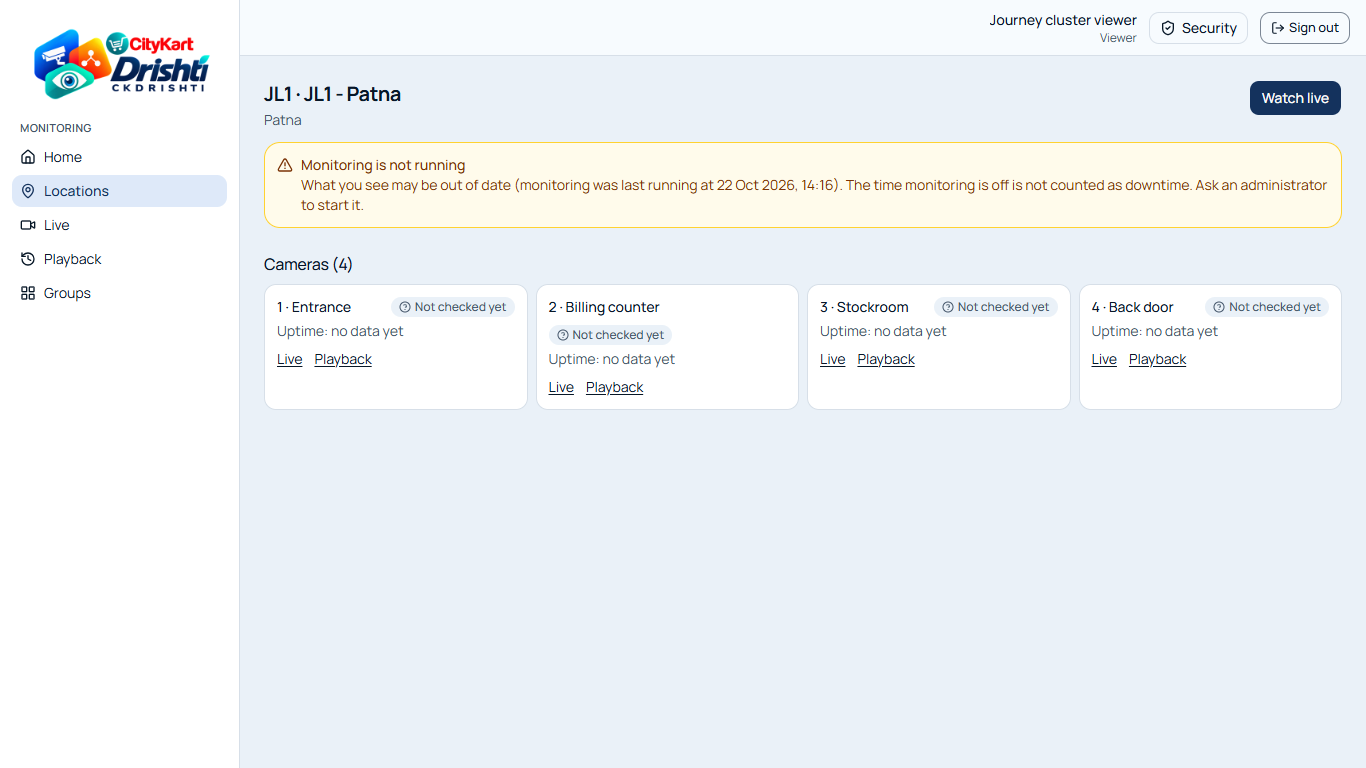 CityKart
Drishti
CKDRISHTI
MONITORING
Home
Locations
Live
Playback
Groups
Journey cluster viewer
Viewer
Security
Sign out
JL1 · JL1 - Patna
Patna
Watch live
Monitoring is not running
What you see may be out of date (monitoring was last running at 22 Oct 2026, 14:16). The time monitoring is off is not counted as downtime. Ask an administrator
to start it.
Cameras (4)
1 · Entrance
Not checked yet
Uptime: no data yet
Live Playback
2 · Billing counter
Not checked yet
Uptime: no data yet
Live Playback
3 · Stockroom
Not checked yet
Uptime: no data yet
Live Playback
4 · Back door
Not checked yet
Uptime: no data yet
Live Playback